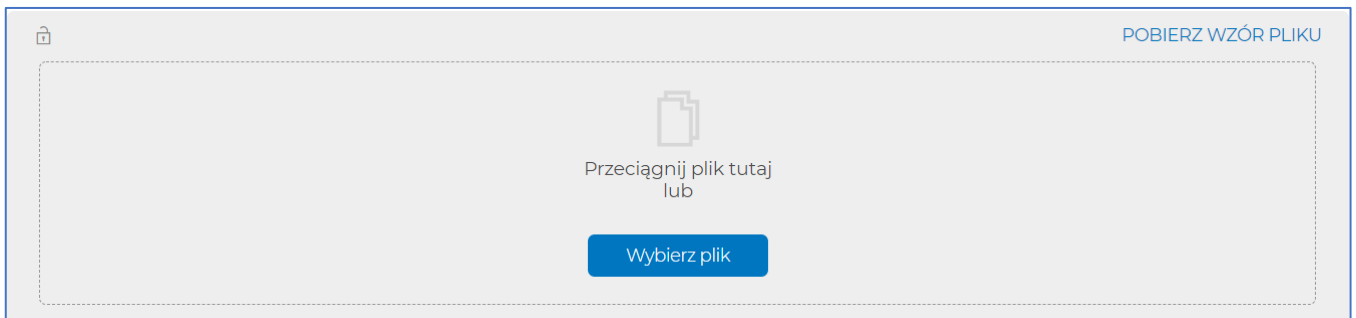 POBIERZ WZÓR PLIKU
Przeciągnij plik tutaj
lub
Wybierz plik